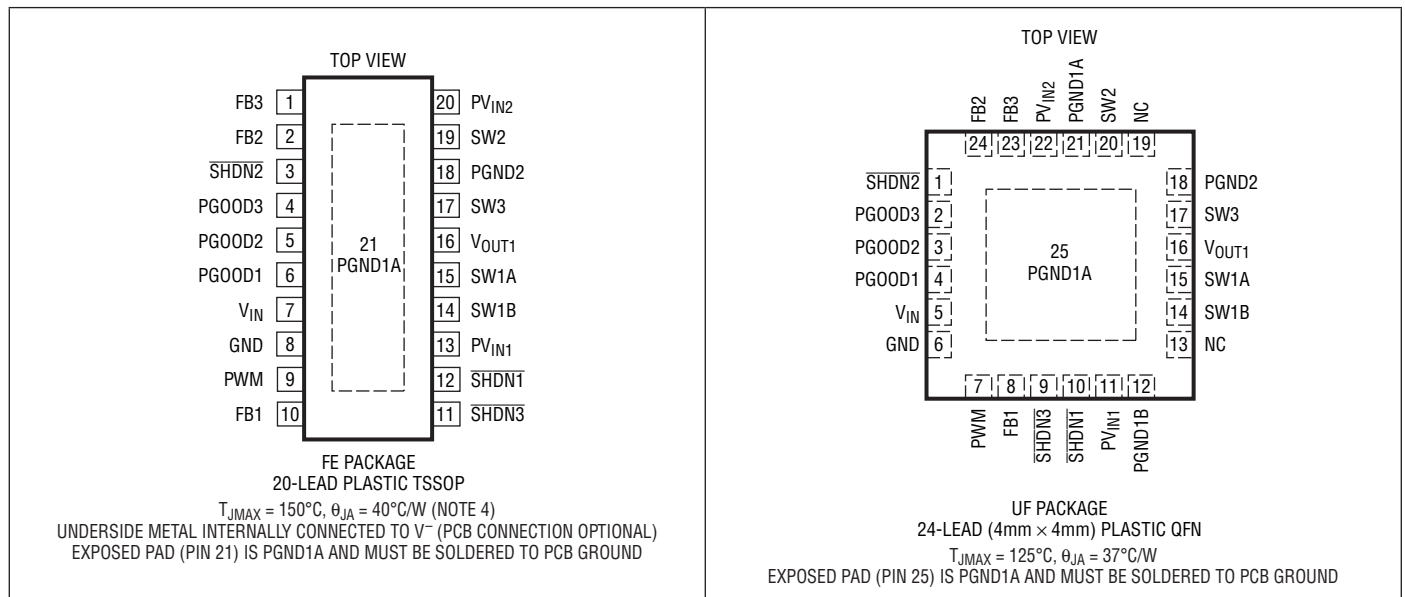 TOP VIEW
FB3 1
FB2 2
SHDN2 3
PGOOD3 4
PGOOD2 5
PGOOD1 6
VIN 7
GND 8
PWM 9
FB1 10
21
PGND1A
20 PVIN2
19 SW2
18 PGND2
17 SW3
16 VOUT1
15 SW1A
14 SW1B
13 PVIN1
12 SHDN1
11 SHDN3
FE PACKAGE
20-LEAD PLASTIC TSSOP
TJMAX = 150°C, θJA = 40°C/W (NOTE 4)
UNDERSIDE METAL INTERNALLY CONNECTED TO V– (PCB CONNECTION OPTIONAL)
EXPOSED PAD (PIN 21) IS PGND1A AND MUST BE SOLDERED TO PCB GROUND
TOP VIEW
FB2 FB3 PVIN2 PGND1A SW2 NC
24 23 22 21 20 19
SHDN2 1
PGOOD3 2
PGOOD2 3
PGOOD1 4
VIN 5
GND 6
25
PGND1A
18 PGND2
17 SW3
16 VOUT1
15 SW1A
14 SW1B
13 NC
7 8 9 10 11 12
PWM FB1 SHDN3 SHDN1 PVIN1 PGND1B
UF PACKAGE
24-LEAD (4mm × 4mm) PLASTIC QFN
TJMAX = 125°C, θJA = 37°C/W
EXPOSED PAD (PIN 25) IS PGND1A AND MUST BE SOLDERED TO PCB GROUND